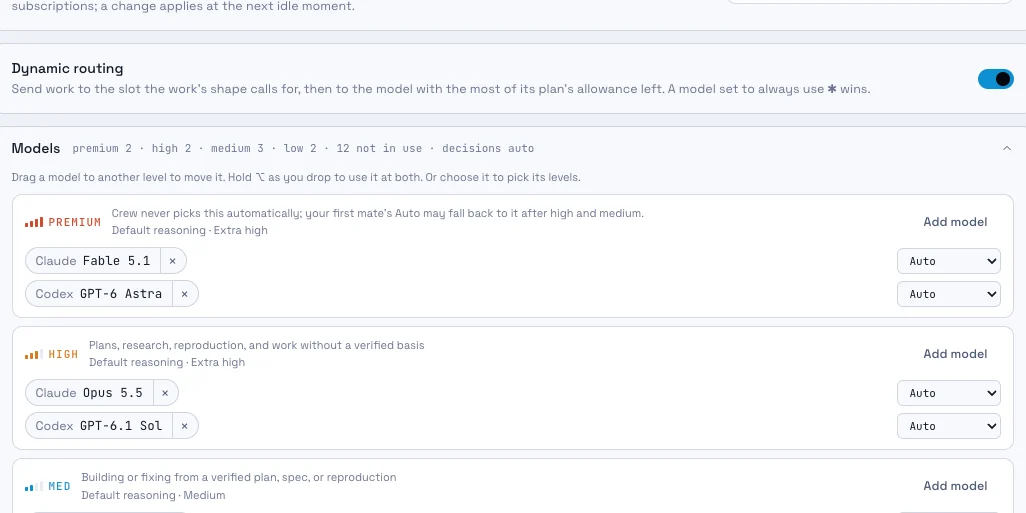 subscriptions; a change applies at the next idle moment.
Dynamic routing
Send work to the slot the work's shape calls for, then to the model with the most of its plan's allowance left. A model set to always use ✱ wins.
Models premium 2 · high 2 · medium 3 · low 2 · 12 not in use · decisions auto
Drag a model to another level to move it. Hold ⌥ as you drop to use it at both. Or choose it to pick its levels.
PREMIUM Crew never picks this automatically; your first mate's Auto may fall back to it after high and medium. Add model
Default reasoning · Extra high
Claude Fable 5.1 × Auto
Codex GPT-6 Astra × Auto
HIGH Plans, research, reproduction, and work without a verified basis Add model
Default reasoning · Extra high
Claude Opus 5.5 × Auto
Codex GPT-6.1 Sol × Auto
MED Building or fixing from a verified plan, spec, or reproduction Add model
Default reasoning · Medium